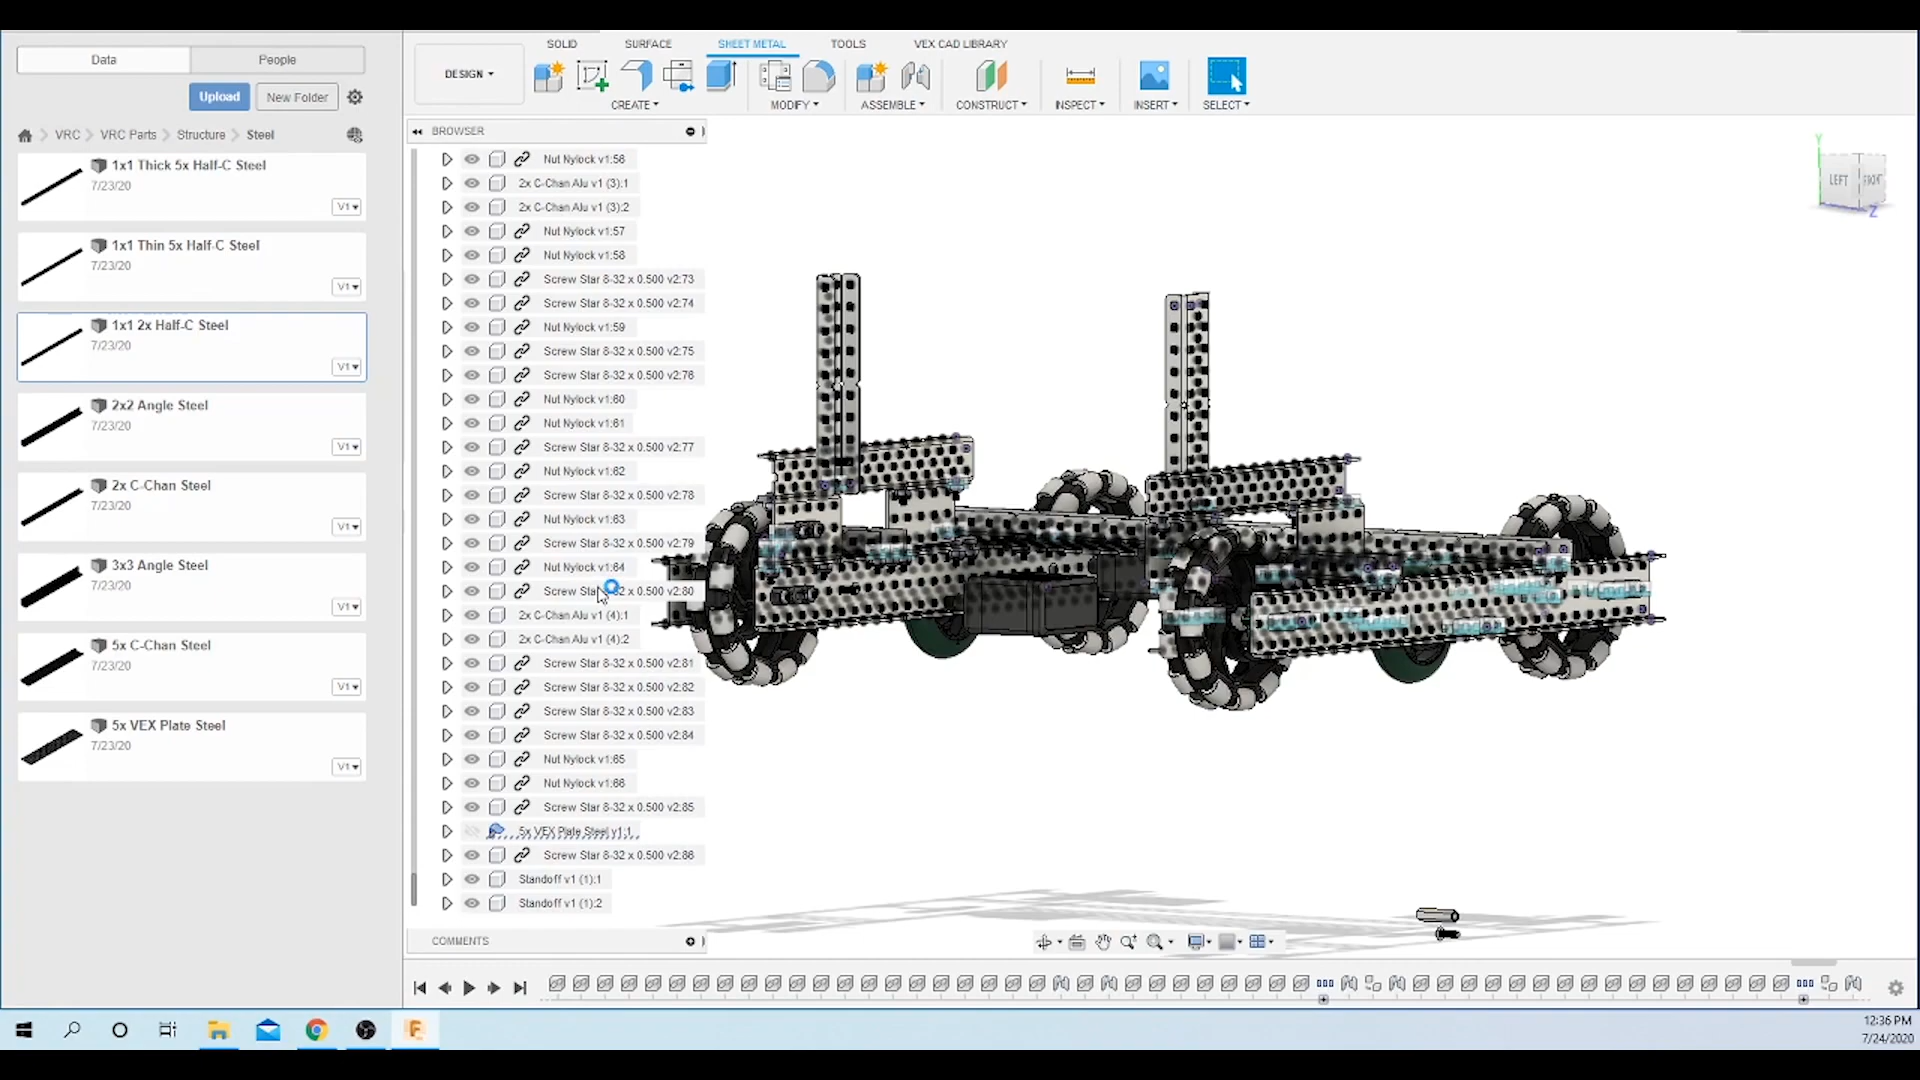 Data
People
Upload
New Folder
VRC
VRC Parts
Structure
Steel
1x1 Thick 5x Half-C Steel
7/23/20
V1
1x1 Thin 5x Half-C Steel
7/23/20
V1
1x1 2x Half-C Steel
7/23/20
V1
2x2 Angle Steel
7/23/20
V1
2x C-Chan Steel
7/23/20
V1
3x3 Angle Steel
7/23/20
V1
5x C-Chan Steel
7/23/20
V1
5x VEX Plate Steel
7/23/20
V1
DESIGN
SOLID
SURFACE
SHEET METAL
TOOLS
VEX CAD LIBRARY
CREATE
MODIFY
ASSEMBLE
CONSTRUCT
INSPECT
INSERT
SELECT
BROWSER
Nut Nylock v1:56
2x C-Chan Alu v1 (3):1
2x C-Chan Alu v1 (3):2
Nut Nylock v1:57
Nut Nylock v1:58
Screw Star 8-32 x 0.500 v2:73
Screw Star 8-32 x 0.500 v2:74
Nut Nylock v1:59
Screw Star 8-32 x 0.500 v2:75
Screw Star 8-32 x 0.500 v2:76
Nut Nylock v1:60
Nut Nylock v1:61
Screw Star 8-32 x 0.500 v2:77
Nut Nylock v1:62
Screw Star 8-32 x 0.500 v2:78
Nut Nylock v1:63
Screw Star 8-32 x 0.500 v2:79
Nut Nylock v1:64
Screw Star 8-32 x 0.500 v2:80
2x C-Chan Alu v1 (4):1
2x C-Chan Alu v1 (4):2
Screw Star 8-32 x 0.500 v2:81
Screw Star 8-32 x 0.500 v2:82
Screw Star 8-32 x 0.500 v2:83
Screw Star 8-32 x 0.500 v2:84
Nut Nylock v1:65
Nut Nylock v1:66
Screw Star 8-32 x 0.500 v2:85
5x VEX Plate Steel v1:1
Screw Star 8-32 x 0.500 v2:86
Standoff v1 (1):1
Standoff v1 (1):2
COMMENTS
Y
LEFT
FRONT
Z
12:36 PM
7/24/2020